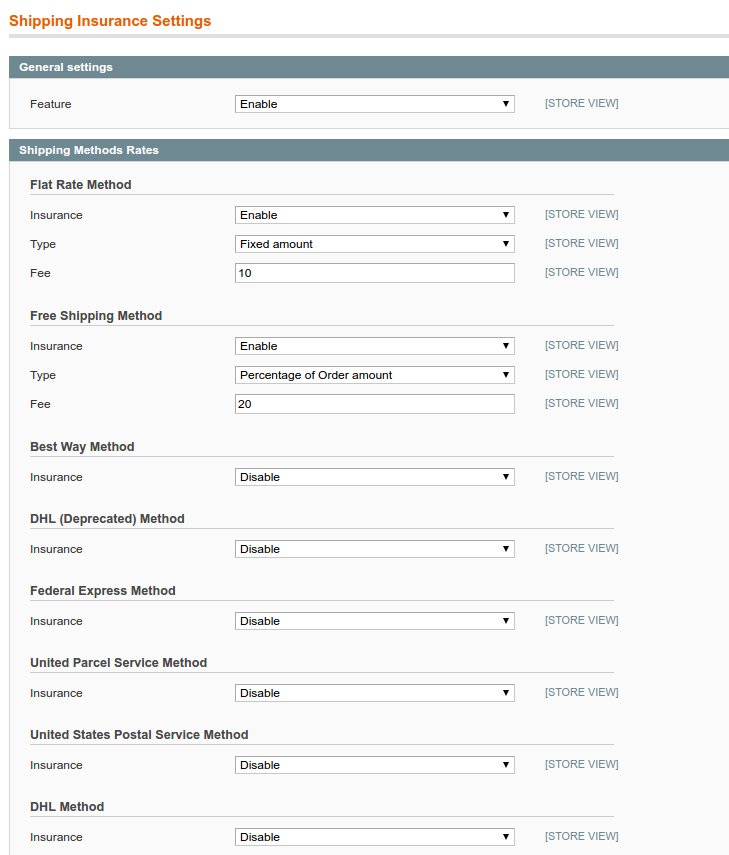 Shipping Insurance Settings
General settings
Feature Enable ▼ [STORE VIEW]
Shipping Methods Rates
Flat Rate Method
Insurance Enable ▼ [STORE VIEW]
Type Fixed amount ▼ [STORE VIEW]
Fee 10 [STORE VIEW]
Free Shipping Method
Insurance Enable ▼ [STORE VIEW]
Type Percentage of Order amount ▼ [STORE VIEW]
Fee 20 [STORE VIEW]
Best Way Method
Insurance Disable ▼ [STORE VIEW]
DHL (Deprecated) Method
Insurance Disable ▼ [STORE VIEW]
Federal Express Method
Insurance Disable ▼ [STORE VIEW]
United Parcel Service Method
Insurance Disable ▼ [STORE VIEW]
United States Postal Service Method
Insurance Disable ▼ [STORE VIEW]
DHL Method
Insurance Disable ▼ [STORE VIEW]